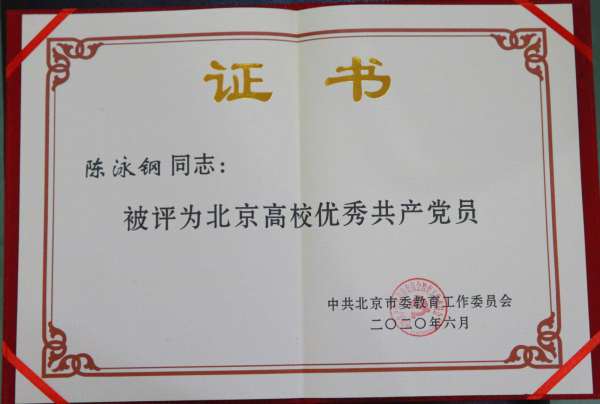 证 书
陈泳钢 同志：
被评为北京高校优秀共产党员
中共北京市委教育工作委员会
二〇二〇年六月